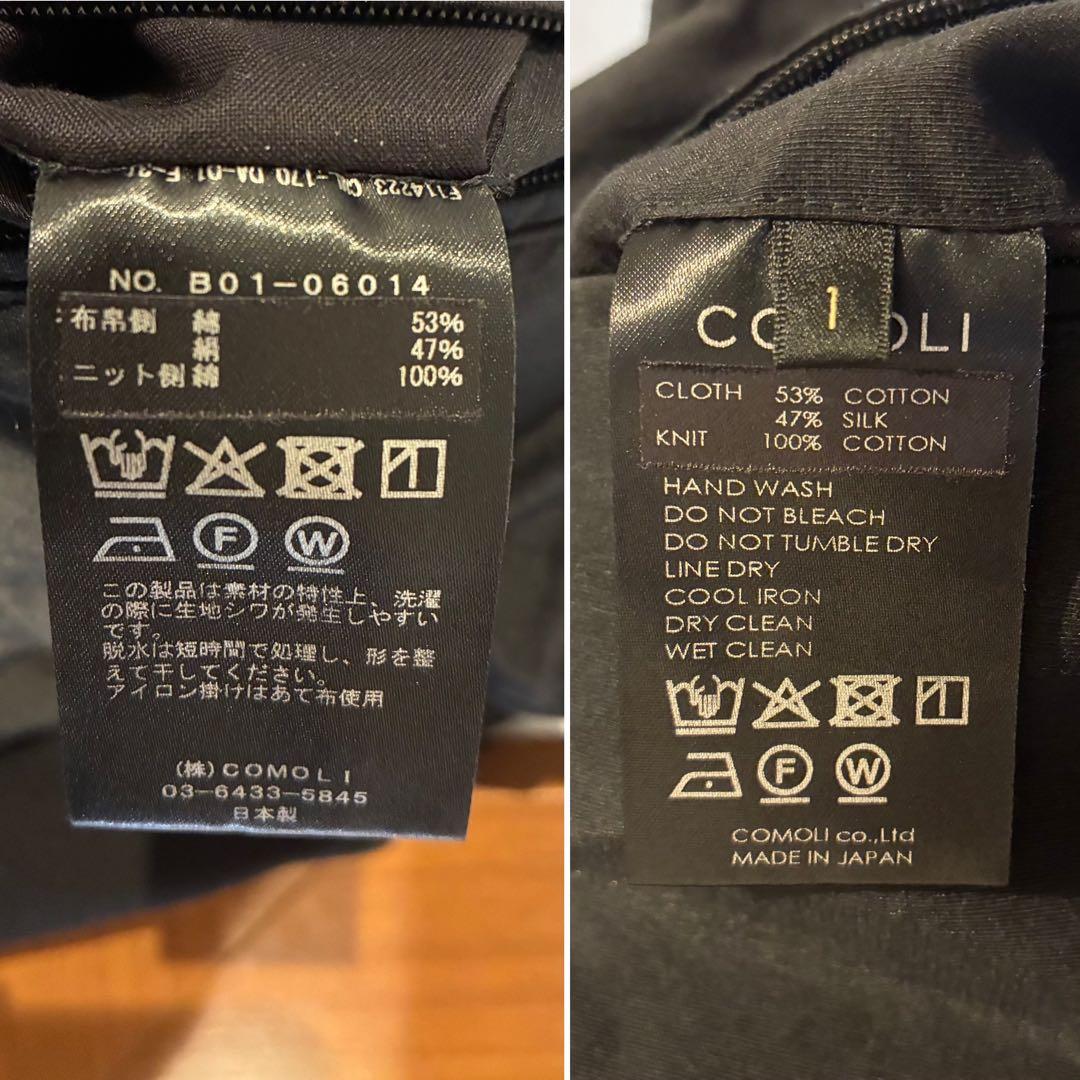 NO. B01-06014
布帛側 綿 53%
絹 47%
ニット側 綿 100%
F
W
この製品は素材の特性上、洗濯
の際に生地シワが発生しやすい
です。
脱水は短時間で処理し、形を整
えて干してください。
アイロン掛けはあて布使用
(株)COMOLI
03-6433-5845
日本製
1
CLOTH 53% COTTON
47% SILK
KNIT 100% COTTON
HAND WASH
DO NOT BLEACH
DO NOT TUMBLE DRY
LINE DRY
COOL IRON
DRY CLEAN
WET CLEAN
F
W
COMOLI co.,Ltd
MADE IN JAPAN